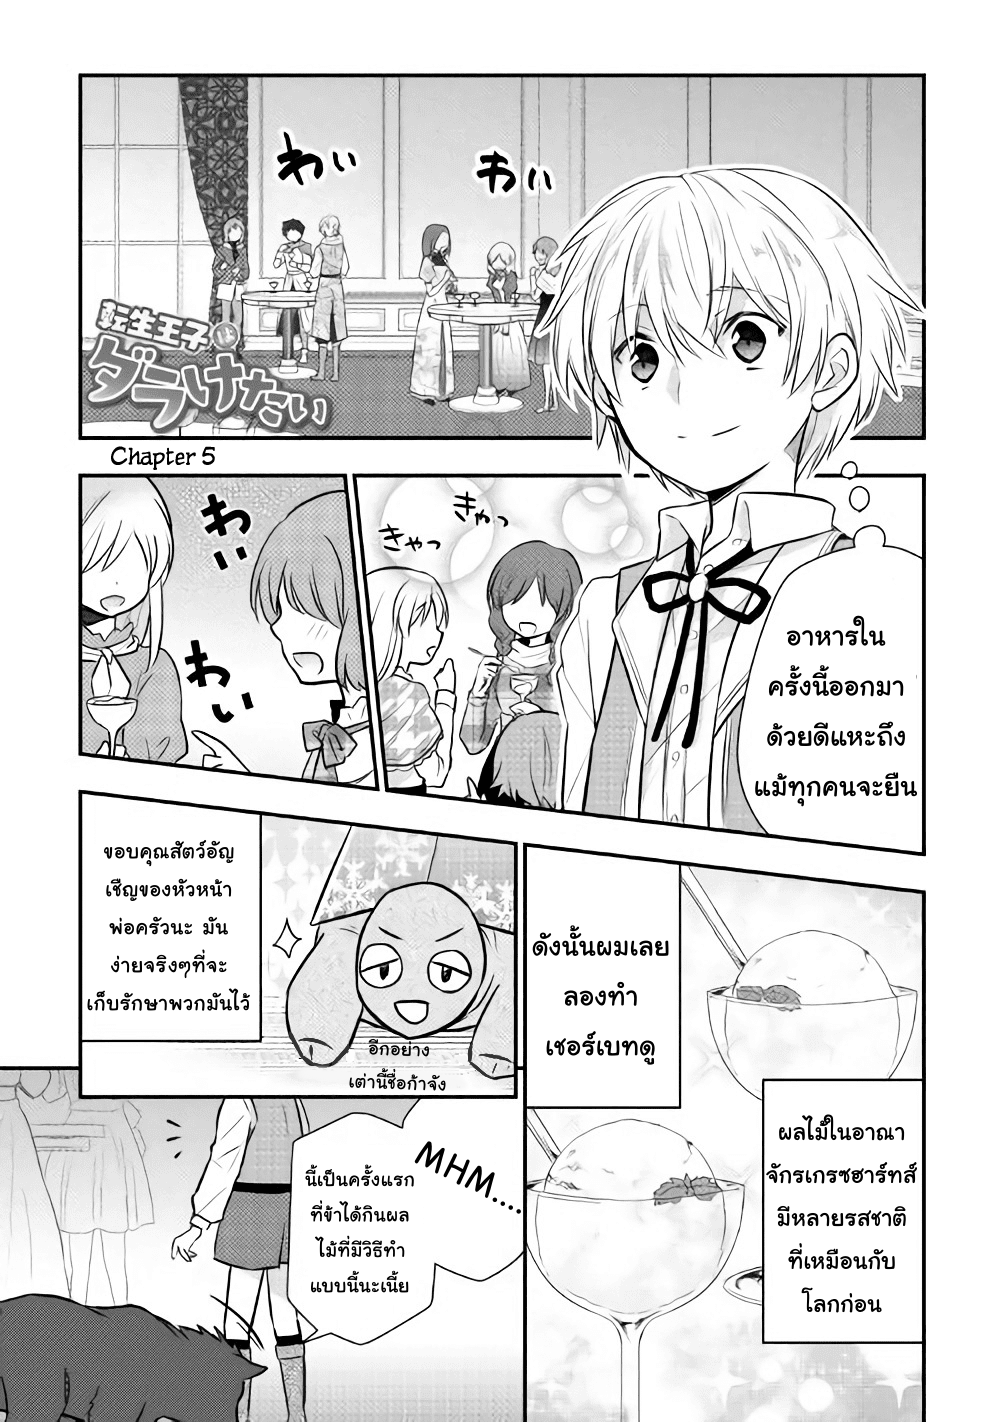 わい
わい
転生王子は
ダラけたい
Chapter 5
きゃっ
きゃっ
わい
わい
อาหารใน
ครั้งนี้ออกมา
ด้วยดีแหะถึง
แม้ทุกคนจะยืน
ดังนั้นผมเลย
ลองทำ
เชอร์เบทดู
ผลไม้ในอาณา
จักรเกรซฮาร์ทส์
มีหลายรสชาติ
ที่เหมือนกับ
โลกก่อน
ขอบคุณสัตว์อัญ
เชิญของหัวหน้า
พ่อครัวนะ มัน
ง่ายจริงๆที่จะ
เก็บรักษาพวกมันไว้
อีกอย่าง
เต่านี้ชื่อก้าจัง
MHM....
นี้เป็นครั้งแรก
ที่ข้าได้กินผล
ไม้ที่มีวิธีทำ
แบบนี้นะเนี้ย